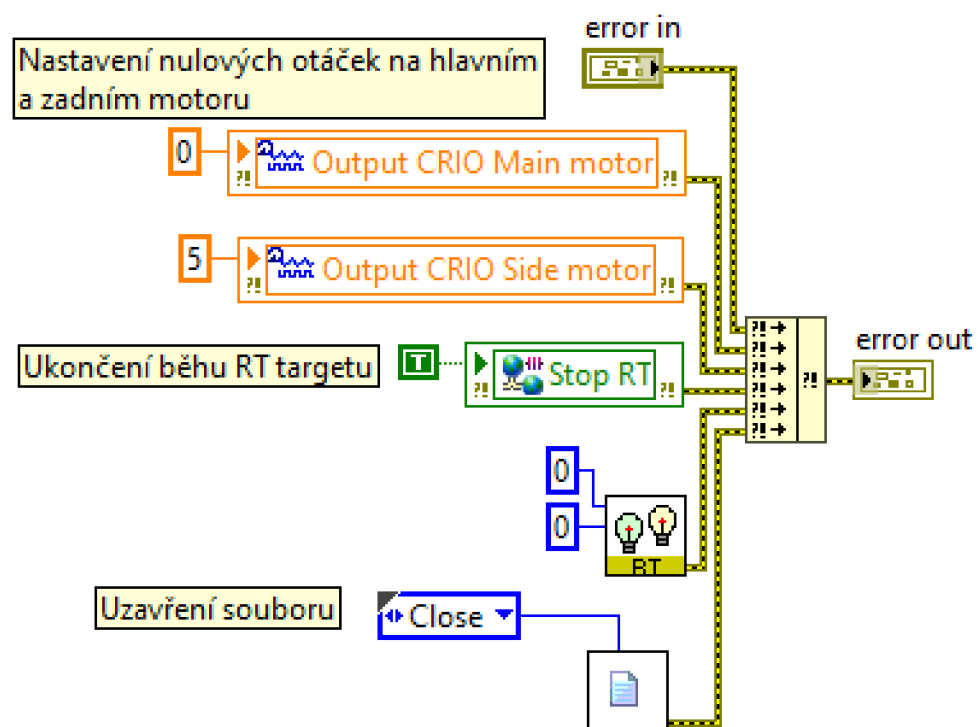 error in
Nastavení nulových otáček na hlavním
a zadním motoru
0
Output CRIO Main motor
5
Output CRIO Side motor
error out
Ukončení běhu RT targetu
T
Stop RT
0
0
RT
Uzavření souboru
Close